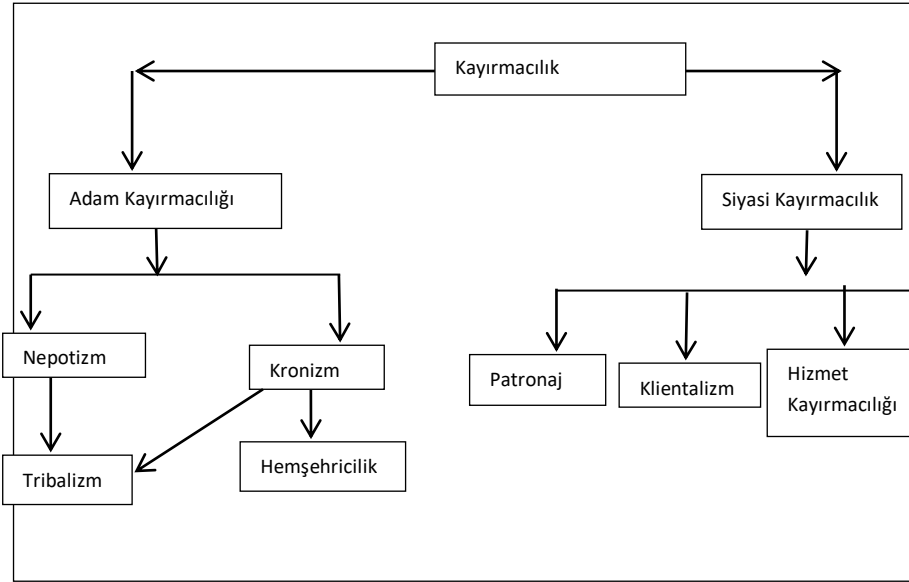 Kayırmacılık
Adam Kayırmacılığı
Siyasi Kayırmacılık
Nepotizm
Kronizm
Patronaj
Klientalizm
Hizmet
Kayırmacılığı
Tribalizm
Hemşehricilik